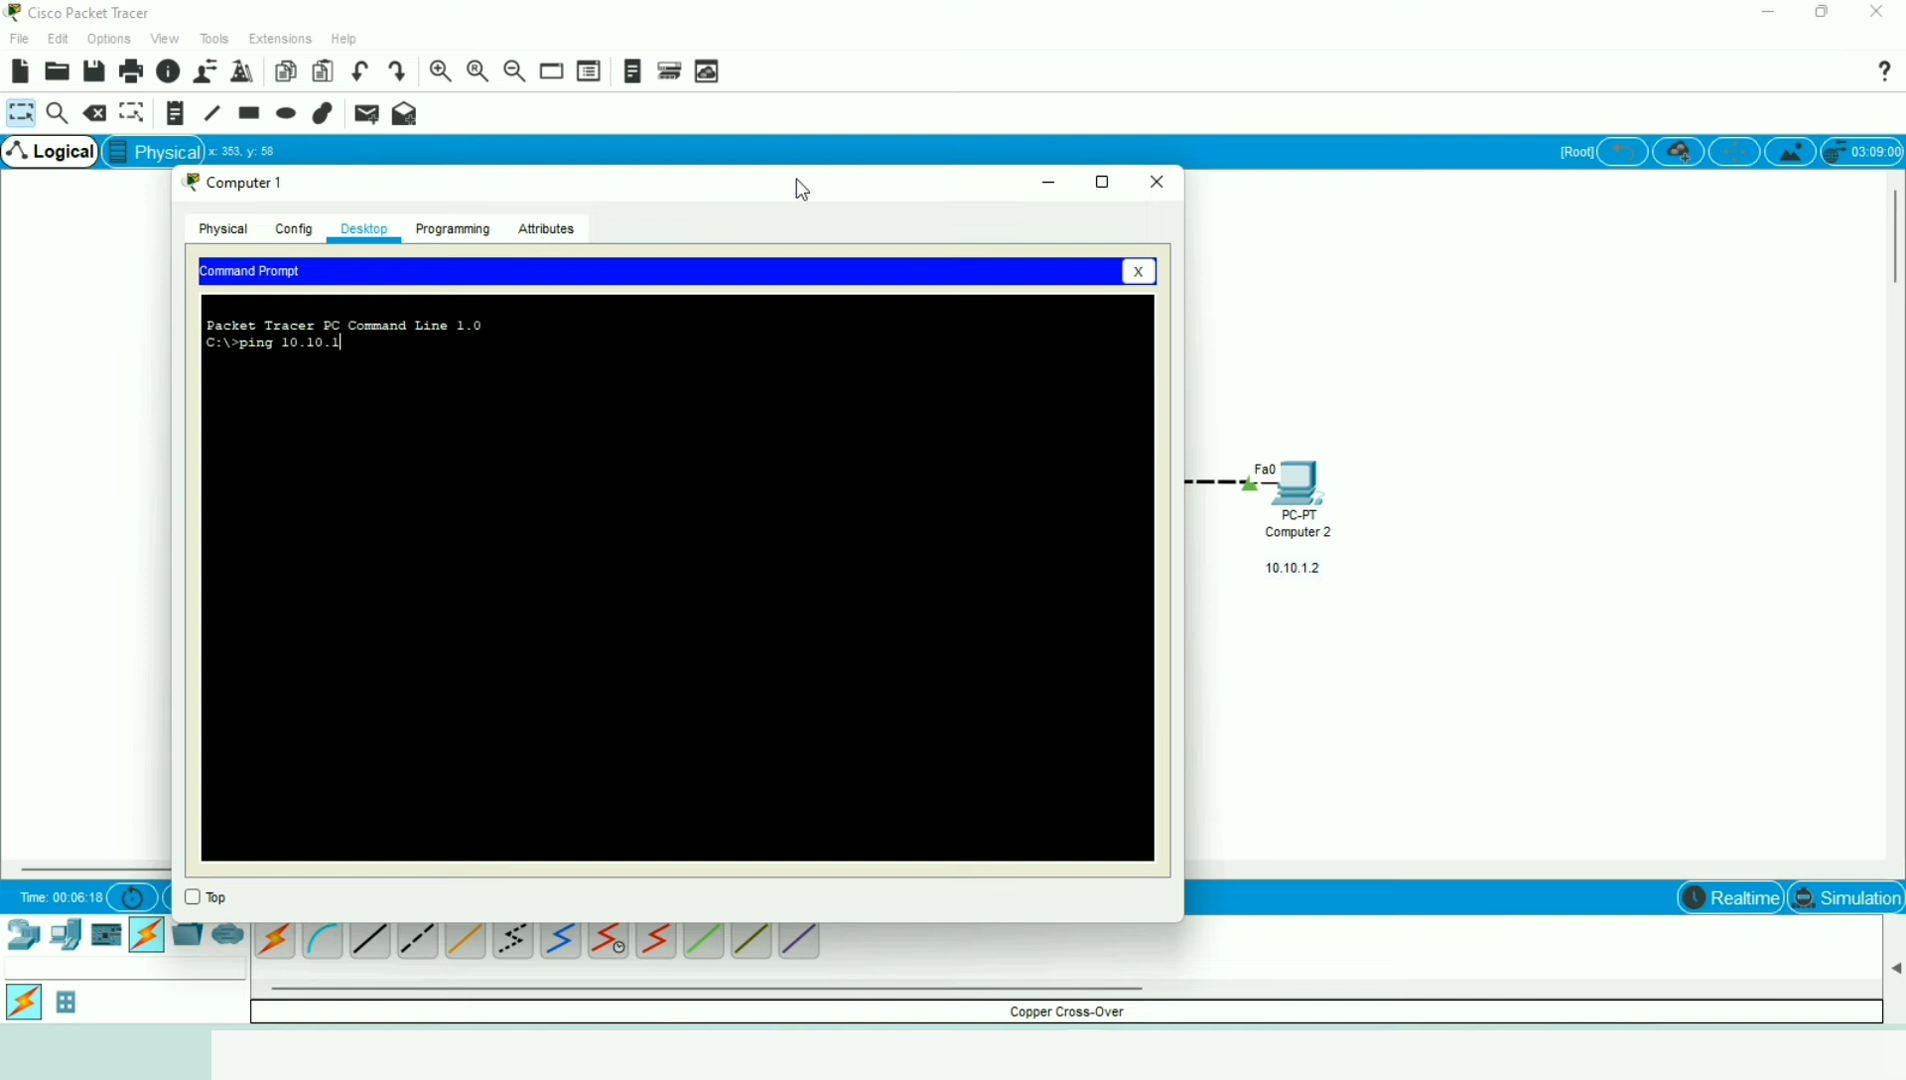 Cisco Packet Tracer
File Edit Options View Tools Extensions Help
?
Logical Physical x: 353, y: 58 [Root] 03:09:00
Computer 1
Physical Config Desktop Programming Attributes
Command Prompt X
Packet Tracer PC Command Line 1.0
C:\>ping 10.10.1
Fa0
PC-PT
Computer 2
10.10.1.2
Top
Time: 00:06:18 Realtime Simulation
Copper Cross-Over